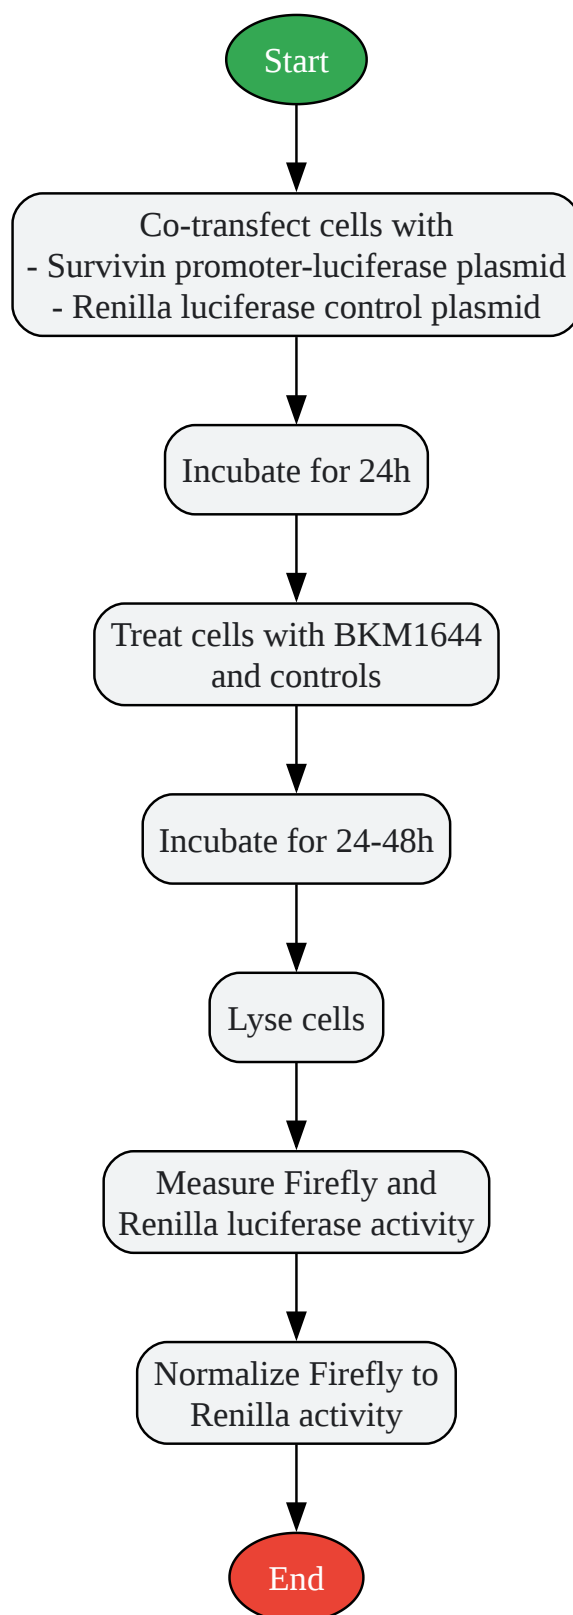 Start
Co-transfect cells with
- Survivin promoter-luciferase plasmid
- Renilla luciferase control plasmid
Incubate for 24h
Treat cells with BKM1644
and controls
Incubate for 24-48h
Lyse cells
Measure Firefly and
Renilla luciferase activity
Normalize Firefly to
Renilla activity
End